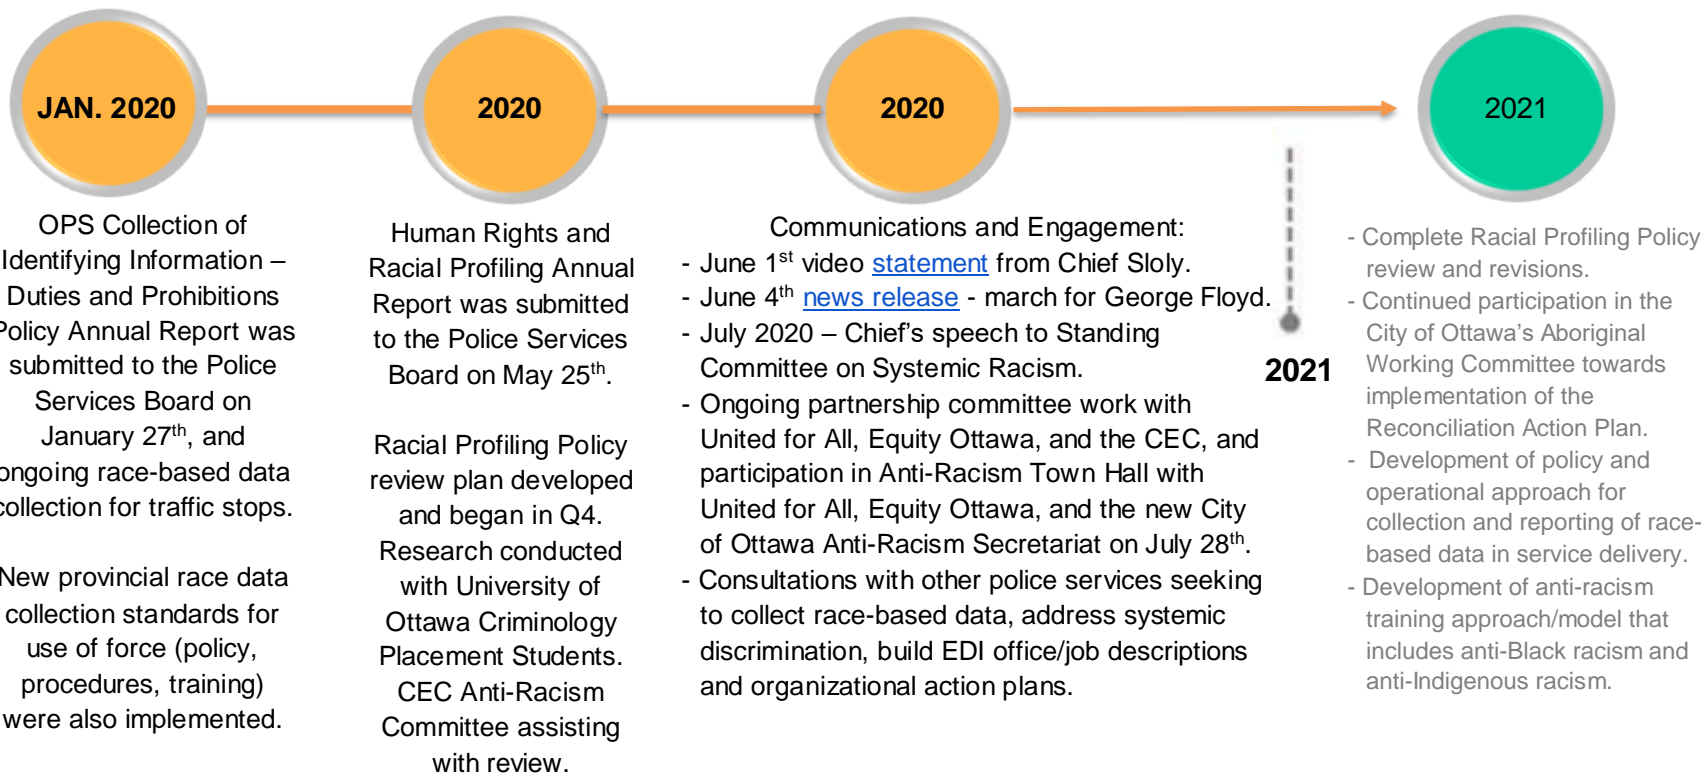 JAN. 2020
OPS Collection of
Identifying Information –
Duties and Prohibitions
Policy Annual Report was
submitted to the Police
Services Board on
January 27th, and
ongoing race-based data
collection for traffic stops.
New provincial race data
collection standards for
use of force (policy,
procedures, training)
were also implemented.
2020
Human Rights and
Racial Profiling Annual
Report was submitted
to the Police Services
Board on May 25th.
Racial Profiling Policy
review plan developed
and began in Q4.
Research conducted
with University of
Ottawa Criminology
Placement Students.
CEC Anti-Racism
Committee assisting
with review.
2020
Communications and Engagement:
- June 1st video statement from Chief Sloly.
- June 4th news release - march for George Floyd.
- July 2020 – Chief's speech to Standing
Committee on Systemic Racism.
- Ongoing partnership committee work with
United for All, Equity Ottawa, and the CEC, and
participation in Anti-Racism Town Hall with
United for All, Equity Ottawa, and the new City
of Ottawa Anti-Racism Secretariat on July 28th.
- Consultations with other police services seeking
to collect race-based data, address systemic
discrimination, build EDI office/job descriptions
and organizational action plans.
2021
2021
- Complete Racial Profiling Policy
review and revisions.
- Continued participation in the
City of Ottawa's Aboriginal
Working Committee towards
implementation of the
Reconciliation Action Plan.
- Development of policy and
operational approach for
collection and reporting of race-
based data in service delivery.
- Development of anti-racism
training approach/model that
includes anti-Black racism and
anti-Indigenous racism.